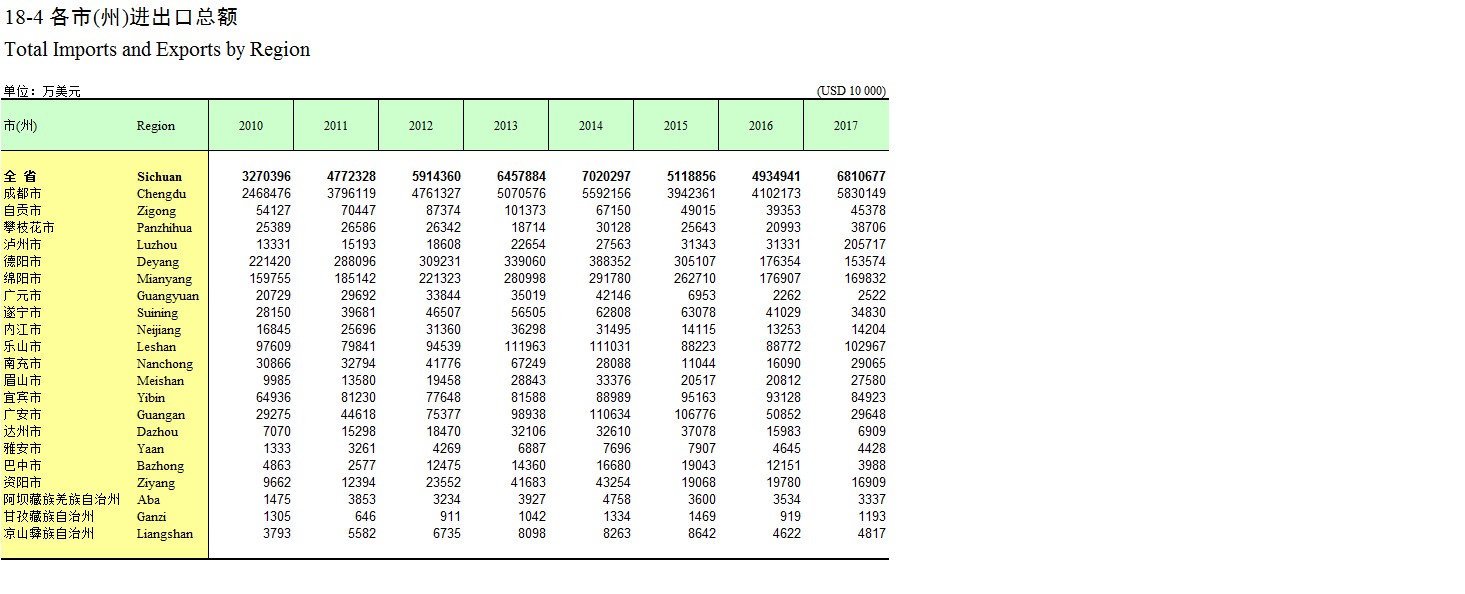 18-4 各市(州)进出口总额
Total Imports and Exports by Region
单位：万美元 (USD 10 000)
市(州) Region 2010 2011 2012 2013 2014 2015 2016 2017
全 省 Sichuan 3270396 4772328 5914360 6457884 7020297 5118856 4934941 6810677
成都市 Chengdu 2468476 3796119 4761327 5070576 5592156 3942361 4102173 5830149
自贡市 Zigong 54127 70447 87374 101373 67150 49015 39353 45378
攀枝花市 Panzhihua 25389 26586 26342 18714 30128 25643 20993 38706
泸州市 Luzhou 13331 15193 18608 22654 27563 31343 31331 205717
德阳市 Deyang 221420 288096 309231 339060 388352 305107 176354 153574
绵阳市 Mianyang 159755 185142 221323 280998 291780 262710 176907 169832
广元市 Guangyuan 20729 29692 33844 35019 42146 6953 2262 2522
遂宁市 Suining 28150 39681 46507 56505 62808 63078 41029 34830
内江市 Neijiang 16845 25696 31360 36298 31495 14115 13253 14204
乐山市 Leshan 97609 79841 94539 111963 111031 88223 88772 102967
南充市 Nanchong 30866 32794 41776 67249 28088 11044 16090 29065
眉山市 Meishan 9985 13580 19458 28843 33376 20517 20812 27580
宜宾市 Yibin 64936 81230 77648 81588 88989 95163 93128 84923
广安市 Guangan 29275 44618 75377 98938 110634 106776 50852 29648
达州市 Dazhou 7070 15298 18470 32106 32610 37078 15983 6909
雅安市 Yaan 1333 3261 4269 6887 7696 7907 4645 4428
巴中市 Bazhong 4863 2577 12475 14360 16680 19043 12151 3988
资阳市 Ziyang 9662 12394 23552 41683 43254 19068 19780 16909
阿坝藏族羌族自治州 Aba 1475 3853 3234 3927 4758 3600 3534 3337
甘孜藏族自治州 Ganzi 1305 646 911 1042 1334 1469 919 1193
凉山彝族自治州 Liangshan 3793 5582 6735 8098 8263 8642 4622 4817